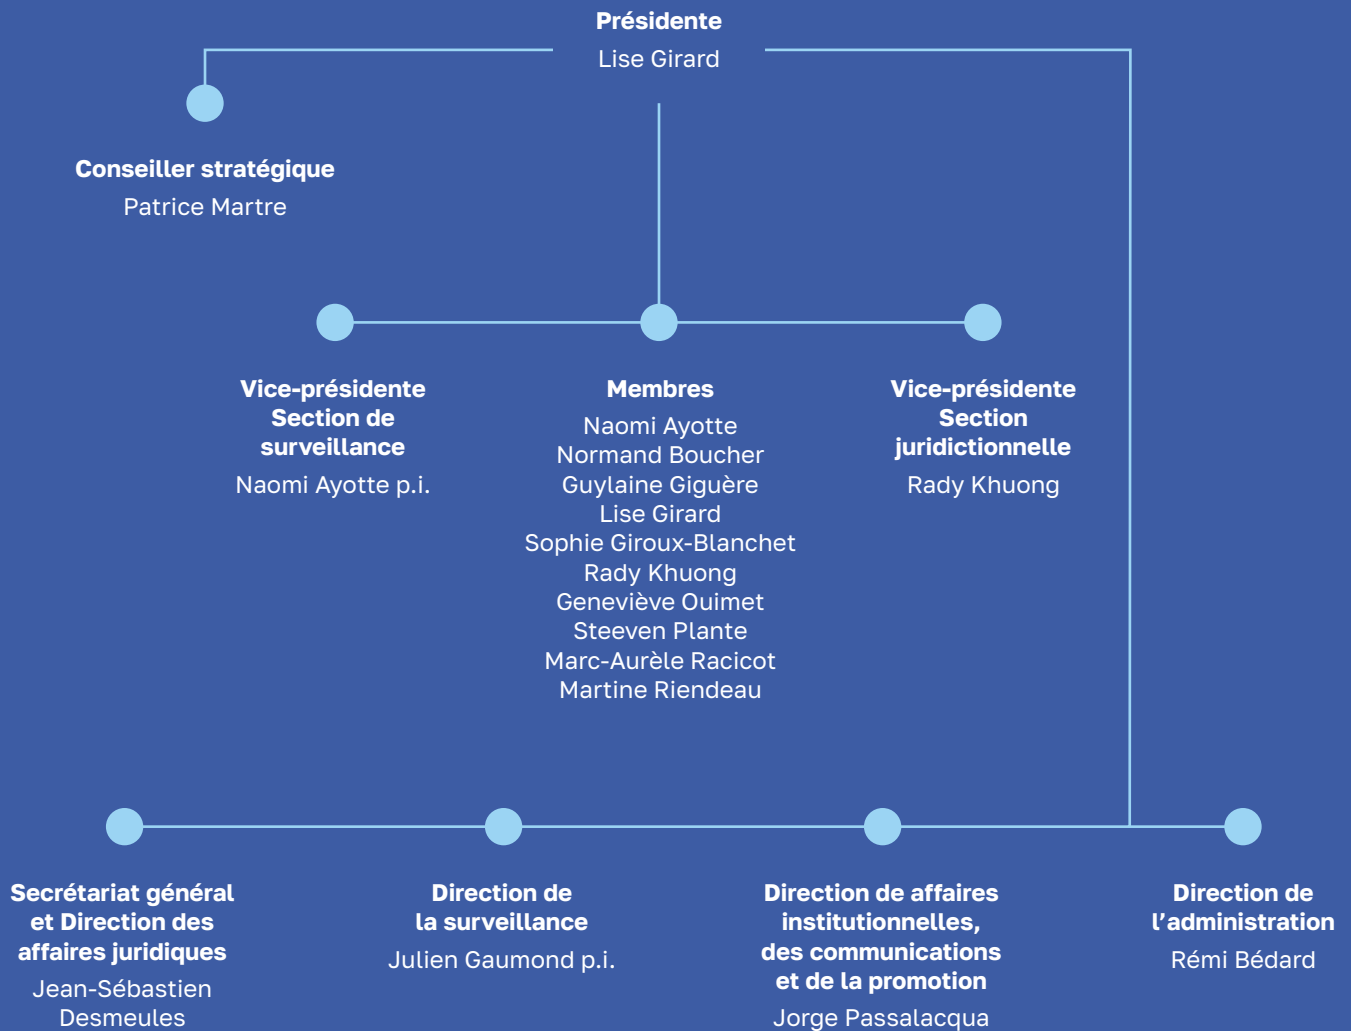 Présidente
Lise Girard
Conseiller stratégique
Patrice Martre
Vice-présidente
Section de
surveillance
Naomi Ayotte p.i.
Membres
Naomi Ayotte
Normand Boucher
Guylaine Giguère
Lise Girard
Sophie Giroux-Blanchet
Rady Khuong
Geneviève Ouimet
Steeven Plante
Marc-Aurèle Racicot
Martine Riendeau
Vice-présidente
Section
juridictionnelle
Rady Khuong
Secrétariat général
et Direction des
affaires juridiques
Jean-Sébastien
Desmeules
Direction de
la surveillance
Julien Gaumond p.i.
Direction de affaires
institutionnelles,
des communications
et de la promotion
Jorge Passalacqua
Direction de
l’administration
Rémi Bédard